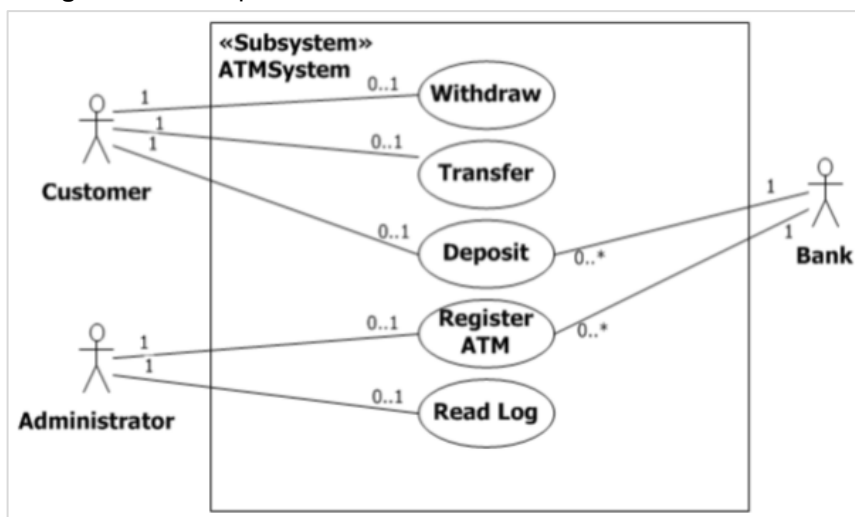 «Subsystem»
ATMSystem
1
0..1
Withdraw
1
0..1
Transfer
1
Customer
0..1
Deposit
0..*
1
1
Bank
1
0..1
Register
ATM
0..*
1
0..1
Read Log
Administrator